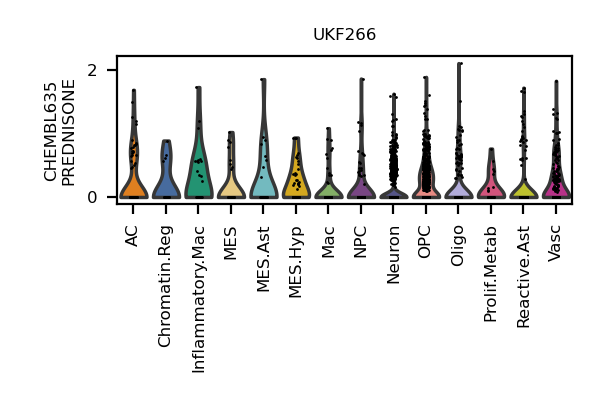 UKF266
CHEMBL635
PREDNISONE
2
0
AC
Chromatin.Reg
Inflammatory.Mac
MES
MES.Ast
MES.Hyp
Mac
NPC
Neuron
OPC
Oligo
Prolif.Metab
Reactive.Ast
Vasc